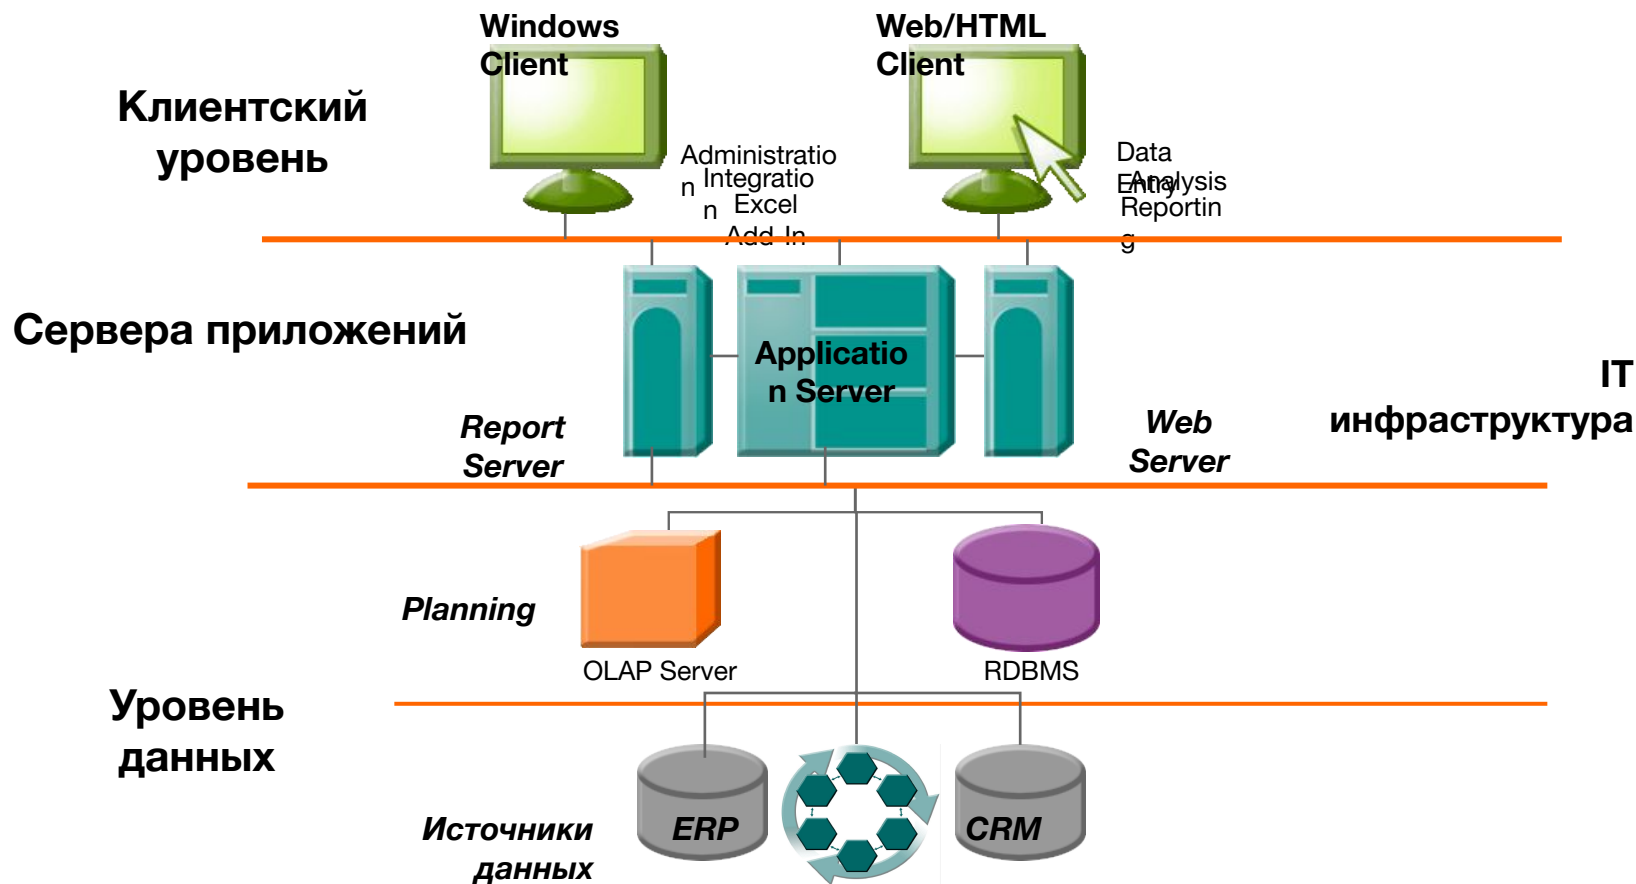 Windows
Client
Web/HTML
Client
Клиентский
уровень
Administratio
n
Integratio
n
Excel
Add-In
Data
Entry
Analysis
Reportin
g
Сервера приложений
Applicatio
n Server
IT
инфраструктура
Report
Server
Web
Server
Planning
OLAP Server
RDBMS
Уровень
данных
ERP
CRM
Источники
данных